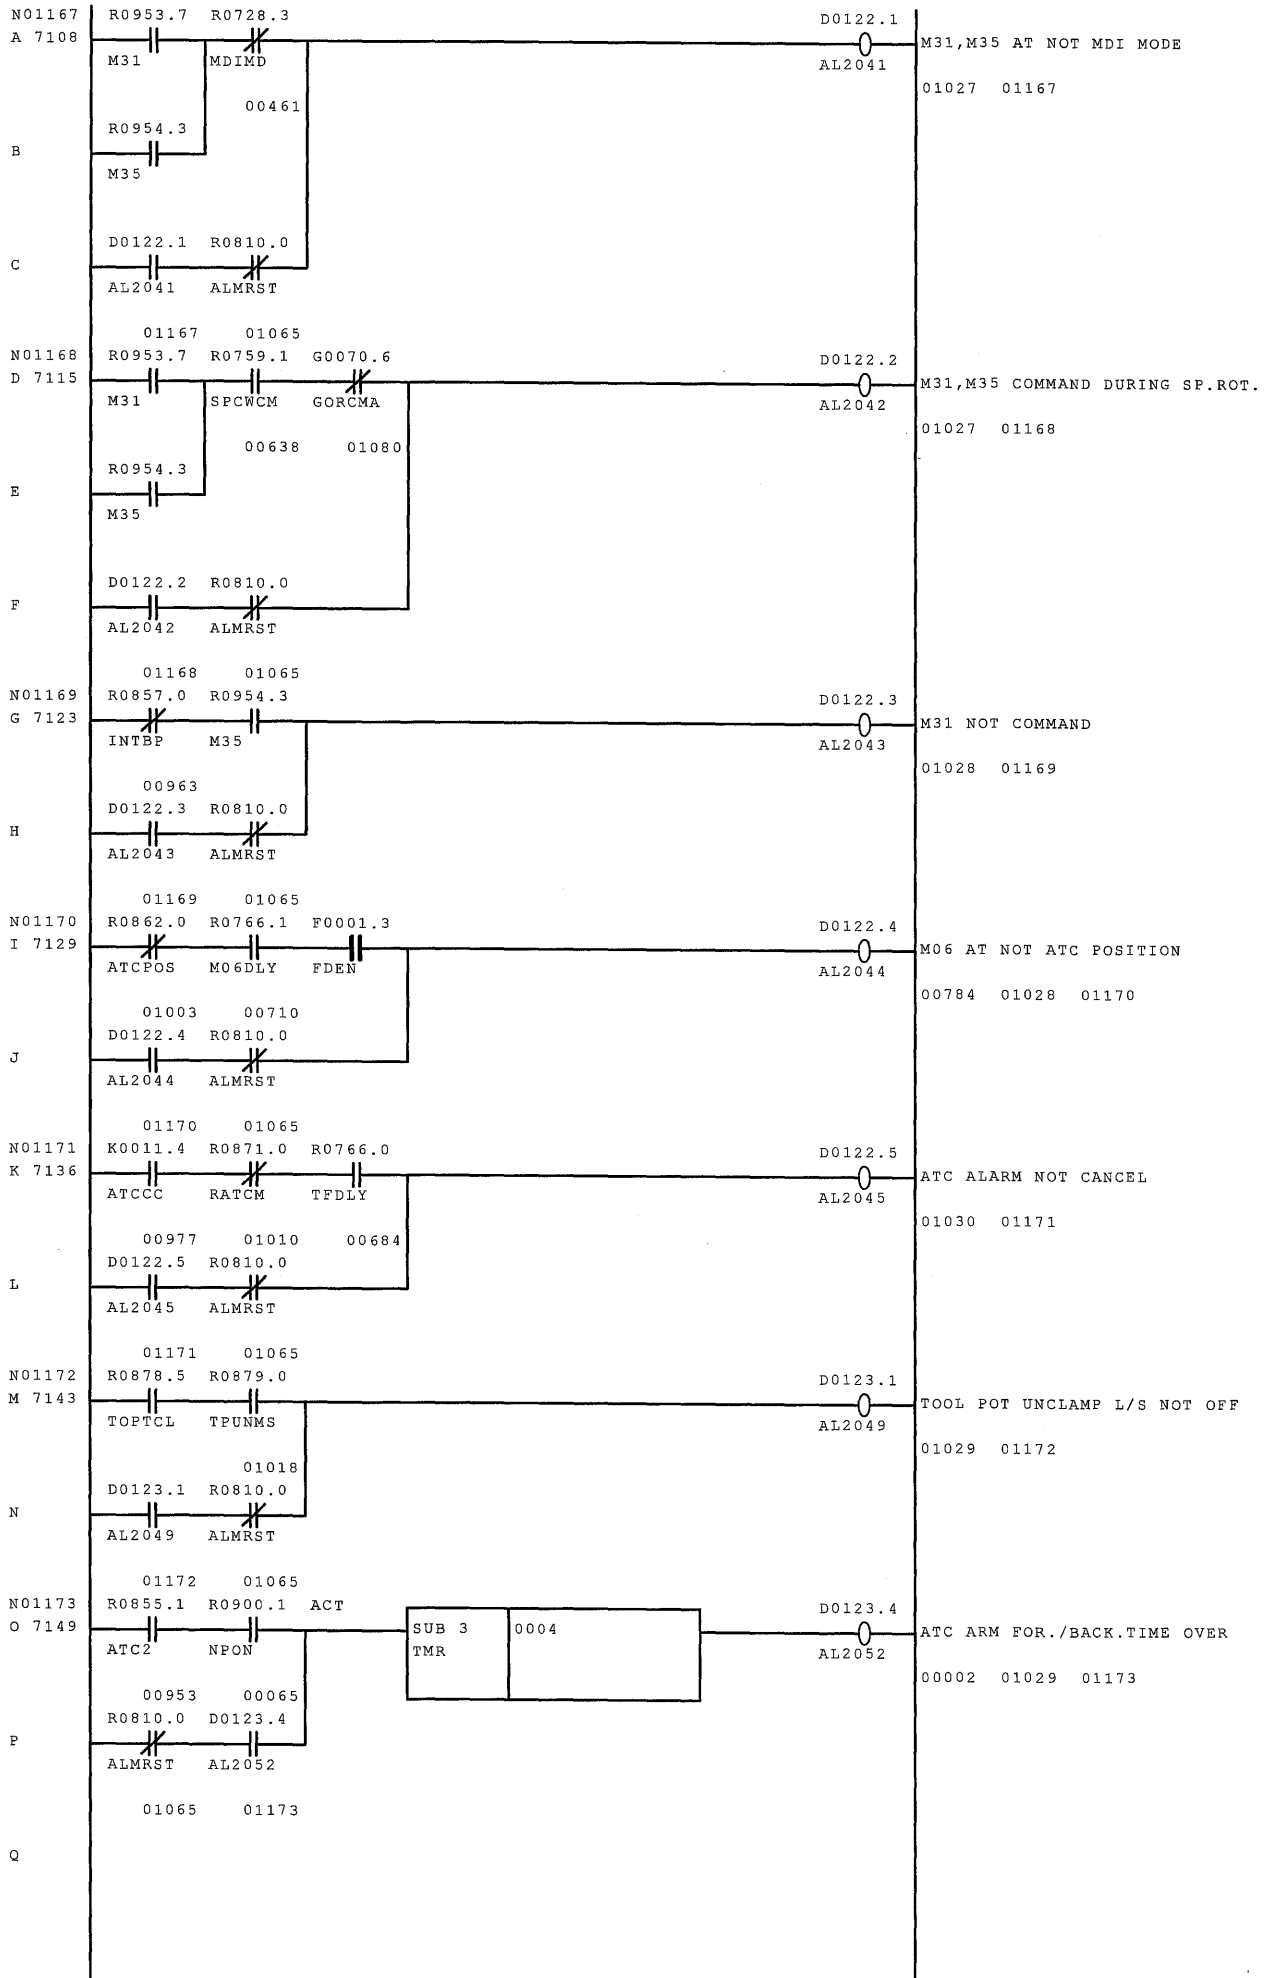 N01167 R0953.7 R0728.3 D0122.1
A 7108 M31,M35 AT NOT MDI MODE
M31 MDIMD AL2041
00461 01027 01167
R0954.3
B
M35
D0122.1 R0810.0
C
AL2041 ALMRST
01167 01065
N01168 R0953.7 R0759.1 G0070.6 D0122.2
D 7115 M31,M35 COMMAND DURING SP.ROT.
M31 SPCWCM GORCMA AL2042
00638 01080 01027 01168
R0954.3
E
M35
D0122.2 R0810.0
F
AL2042 ALMRST
01168 01065
N01169 R0857.0 R0954.3 D0122.3
G 7123 M31 NOT COMMAND
INTBP M35 AL2043
00963 01028 01169
D0122.3 R0810.0
H
AL2043 ALMRST
01169 01065
N01170 R0862.0 R0766.1 F0001.3 D0122.4
I 7129 M06 AT NOT ATC POSITION
ATCPOS M06DLY FDEN AL2044
01003 00710 00784 01028 01170
D0122.4 R0810.0
J
AL2044 ALMRST
01170 01065
N01171 K0011.4 R0871.0 R0766.0 D0122.5
K 7136 ATC ALARM NOT CANCEL
ATCCC RATCM TFDLY AL2045
00977 01010 00684 01030 01171
D0122.5 R0810.0
L
AL2045 ALMRST
01171 01065
N01172 R0878.5 R0879.0 D0123.1
M 7143 TOOL POT UNCLAMP L/S NOT OFF
TOPTCL TPUNMS AL2049
01018 01029 01172
D0123.1 R0810.0
N
AL2049 ALMRST
01172 01065
N01173 R0855.1 R0900.1 ACT D0123.4
O 7149 SUB 3 0004 ATC ARM FOR./BACK.TIME OVER
ATC2 NPON TMR AL2052
00953 00065 00002 01029 01173
R0810.0 D0123.4
P
ALMRST AL2052
01065 01173
Q